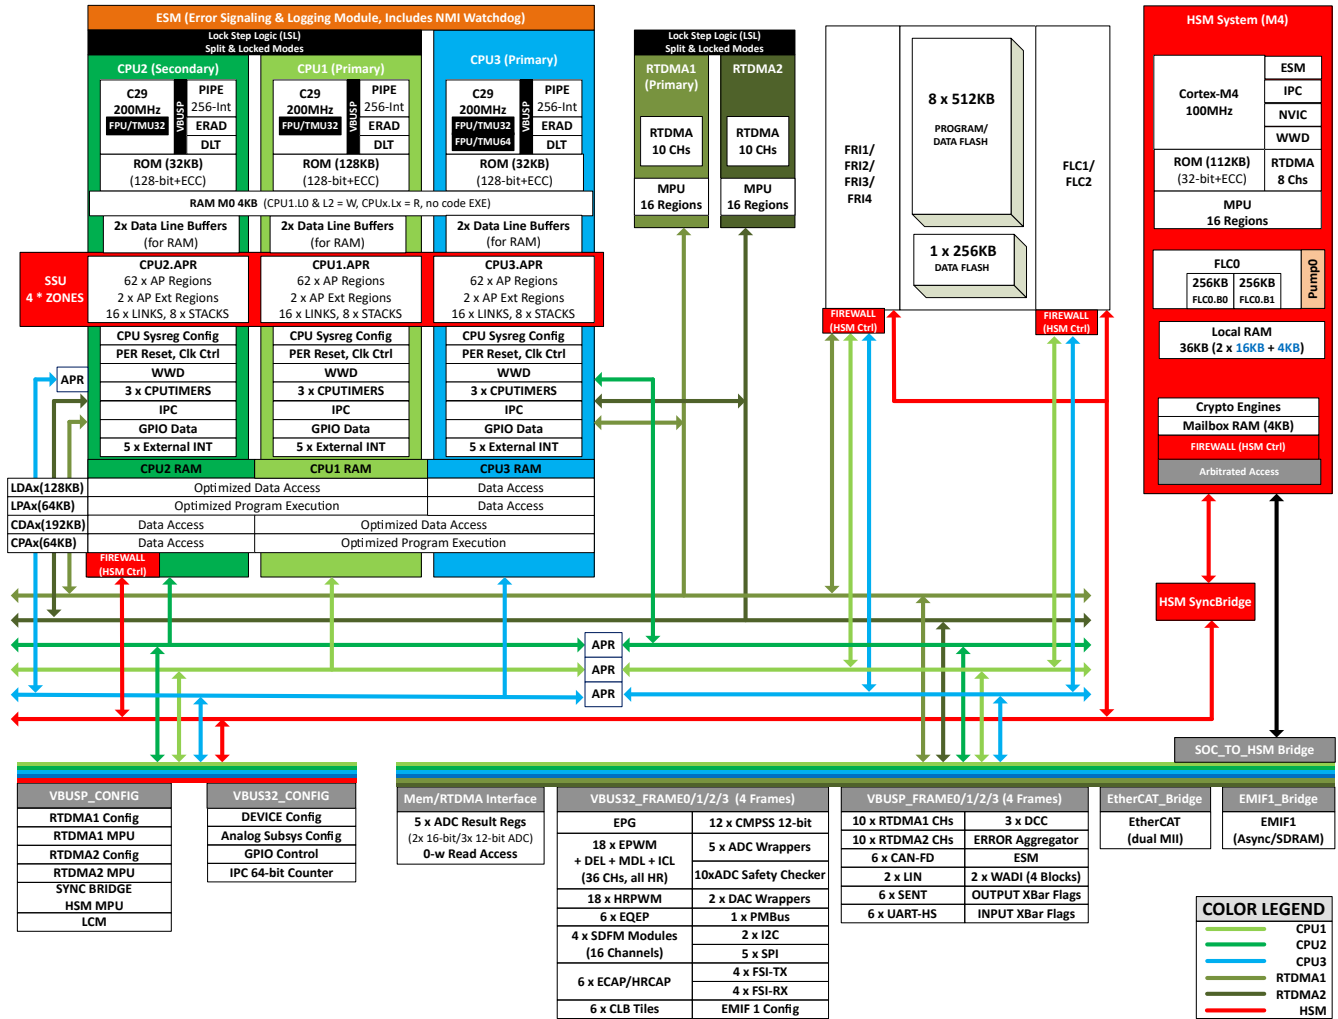 ESM (Error Signaling & Logging Module, Includes NMI Watchdog)
Lock Step Logic (LSL)
Split & Locked Modes
CPU2 (Secondary)
CPU1 (Primary)
CPU3 (Primary)
C29
200MHz
FPU/TMU32
VBUSP
PIPE
256-Int
ERAD
DLT
C29
200MHz
FPU/TMU32
VBUSP
PIPE
256-Int
ERAD
DLT
C29
200MHz
FPU/TMU32
FPU/TMU64
VBUSP
PIPE
256-Int
ERAD
DLT
ROM (32KB)
(128-bit+ECC)
ROM (128KB)
(128-bit+ECC)
ROM (32KB)
(128-bit+ECC)
RAM M0 4KB (CPU1.L0 & L2 = W, CPUx.Lx = R, no code EXE)
2x Data Line Buffers
(for RAM)
2x Data Line Buffers
(for RAM)
2x Data Line Buffers
(for RAM)
SSU
4 * ZONES
CPU2.APR
62 x AP Regions
2 x AP Ext Regions
16 x LINKS, 8 x STACKS
CPU1.APR
62 x AP Regions
2 x AP Ext Regions
16 x LINKS, 8 x STACKS
CPU3.APR
62 x AP Regions
2 x AP Ext Regions
16 x LINKS, 8 x STACKS
CPU Sysreg Config
PER Reset, Clk Ctrl
WWD
3 x CPUTIMERS
IPC
GPIO Data
5 x External INT
CPU Sysreg Config
PER Reset, Clk Ctrl
WWD
3 x CPUTIMERS
IPC
GPIO Data
5 x External INT
CPU Sysreg Config
PER Reset, Clk Ctrl
WWD
3 x CPUTIMERS
IPC
GPIO Data
5 x External INT
APR
CPU2 RAM
CPU1 RAM
CPU3 RAM
LDAx(128KB)
Optimized Data Access
Data Access
LPAx(64KB)
Optimized Program Execution
Data Access
CDAx(192KB)
Data Access
Optimized Data Access
CPAx(64KB)
Data Access
Optimized Program Execution
FIREWALL
(HSM Ctrl)
Lock Step Logic (LSL)
Split & Locked Modes
RTDMA1
(Primary)
RTDMA2
RTDMA
10 CHs
RTDMA
10 CHs
MPU
16 Regions
MPU
16 Regions
FRI1/
FRI2/
FRI3/
FRI4
8 x 512KB
PROGRAM/
DATA FLASH
1 x 256KB
DATA FLASH
FLC1/
FLC2
FIREWALL
(HSM Ctrl)
FIREWALL
(HSM Ctrl)
HSM System (M4)
Cortex-M4
100MHz
ESM
IPC
NVIC
WWD
ROM (112KB)
(32-bit+ECC)
RTDMA
8 Chs
MPU
16 Regions
FLC0
256KB
FLC0.B0
256KB
FLC0.B1
Pump0
Local RAM
36KB (2 x 16KB + 4KB)
Crypto Engines
Mailbox RAM (4KB)
FIREWALL (HSM Ctrl)
Arbitrated Access
HSM SyncBridge
APR
APR
APR
SOC_TO_HSM Bridge
VBUSP_CONFIG
RTDMA1 Config
RTDMA1 MPU
RTDMA2 Config
RTDMA2 MPU
SYNC BRIDGE
HSM MPU
LCM
VBUS32_CONFIG
DEVICE Config
Analog Subsys Config
GPIO Control
IPC 64-bit Counter
Mem/RTDMA Interface
5 x ADC Result Regs
(2x 16-bit/3x 12-bit ADC)
0-w Read Access
VBUS32_FRAME0/1/2/3 (4 Frames)
EPG
18 x EPWM
+ DEL + MDL + ICL
(36 CHs, all HR)
18 x HRPWM
6 x EQEP
4 x SDFM Modules
(16 Channels)
6 x ECAP/HRCAP
6 x CLB Tiles
12 x CMPSS 12-bit
5 x ADC Wrappers
10xADC Safety Checker
2 x DAC Wrappers
1 x PMBus
2 x I2C
5 x SPI
4 x FSI-TX
4 x FSI-RX
EMIF 1 Config
VBUSP_FRAME0/1/2/3 (4 Frames)
10 x RTDMA1 CHs
10 x RTDMA2 CHs
6 x CAN-FD
2 x LIN
6 x SENT
6 x UART-HS
3 x DCC
ERROR Aggregator
ESM
2 x WADI (4 Blocks)
OUTPUT XBar Flags
INPUT XBar Flags
EtherCAT_Bridge
EtherCAT
(dual MII)
EMIF1_Bridge
EMIF1
(Async/SDRAM)
COLOR LEGEND
CPU1
CPU2
CPU3
RTDMA1
RTDMA2
HSM